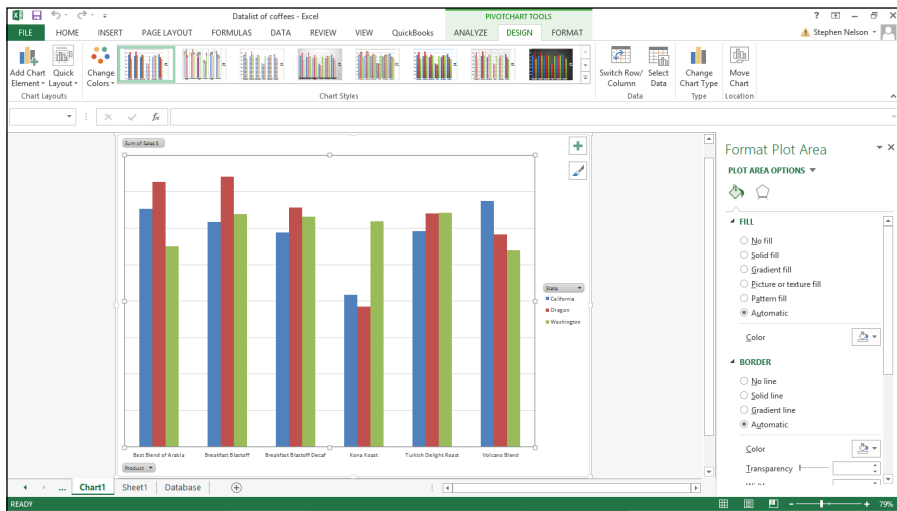 Datalist of coffees - Excel
PIVOTCHART TOOLS
?
FILE HOME INSERT PAGE LAYOUT FORMULAS DATA REVIEW VIEW QuickBooks ANALYZE DESIGN FORMAT
Stephen Nelson
Add Chart Element
Quick Layout
Change Colors
Switch Row/ Column
Select Data
Change Chart Type
Move Chart
Chart Layouts
Chart Styles
Data
Type
Location
fx
Sum of Sales $
State
California
Oregon
Washington
Best Blend of Arabia Breakfast Blastoff Breakfast Blastoff Decaf Kona Koast Turkish Delight Roast Volcano Blend
Product
Format Plot Area
PLOT AREA OPTIONS
FILL
No fill
Solid fill
Gradient fill
Picture or texture fill
Pattern fill
Automatic
Color
BORDER
No line
Solid line
Gradient line
Automatic
Color
Transparency
... Chart1 Sheet1 Database
READY
79%